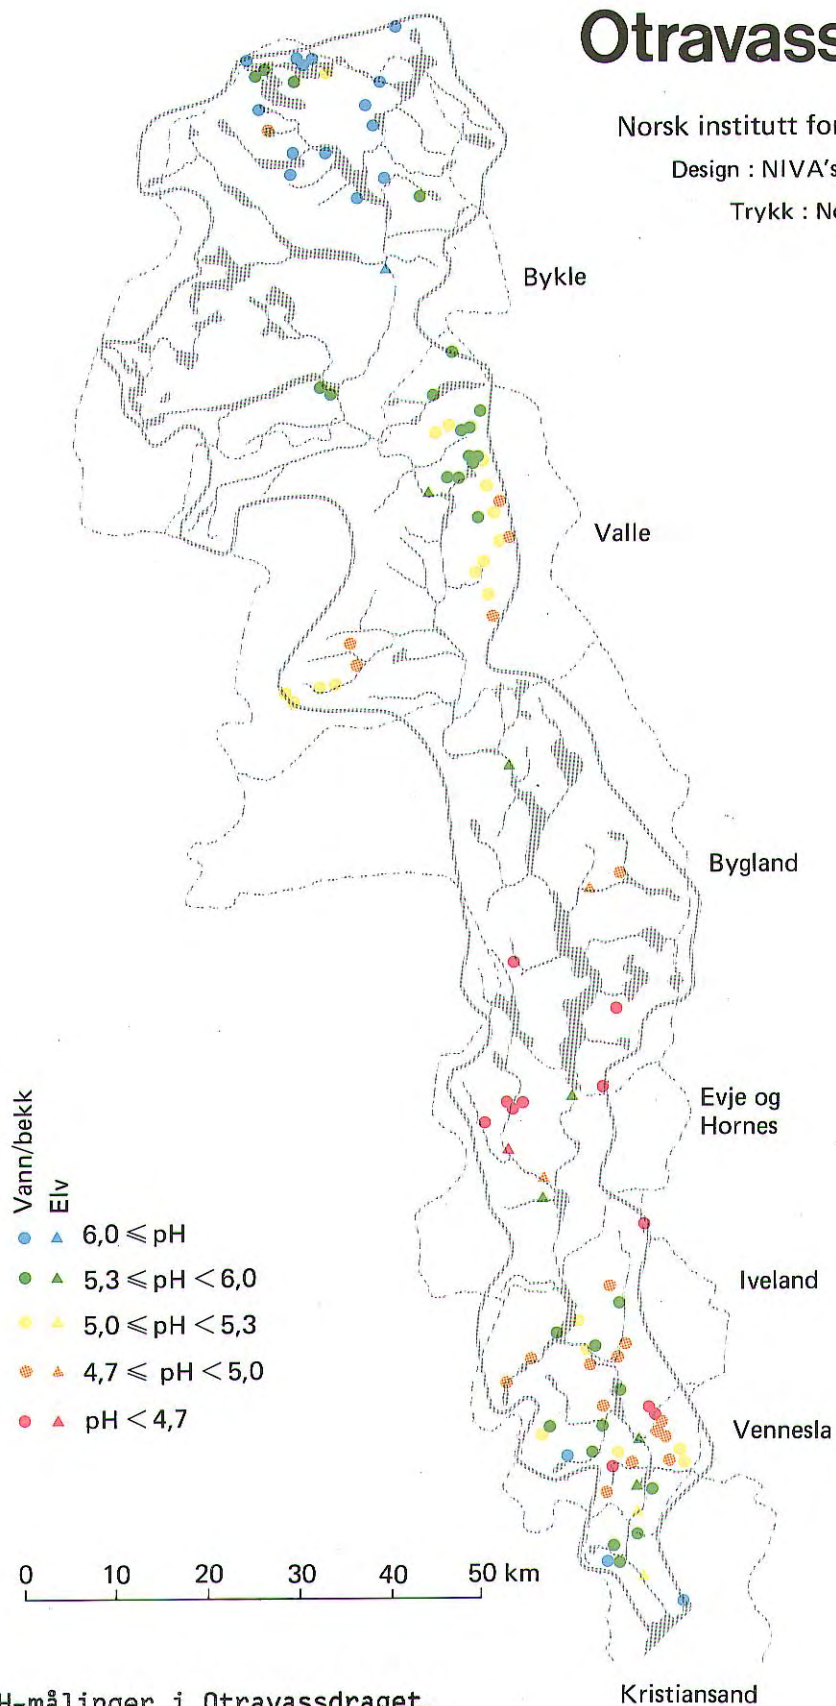 Otravass
Norsk institutt for
Design : NIVA's
Trykk : No
Bykle
Valle
Bygland
Evje og
Hornes
Vann/bekk
Elv
6,0 ⩽ pH
5,3 ⩽ pH < 6,0
5,0 ⩽ pH < 5,3
4,7 ⩽ pH < 5,0
pH < 4,7
Iveland
Vennesla
0 10 20 30 40 50 km
Kristiansand
H-målinger i Otravassdraget